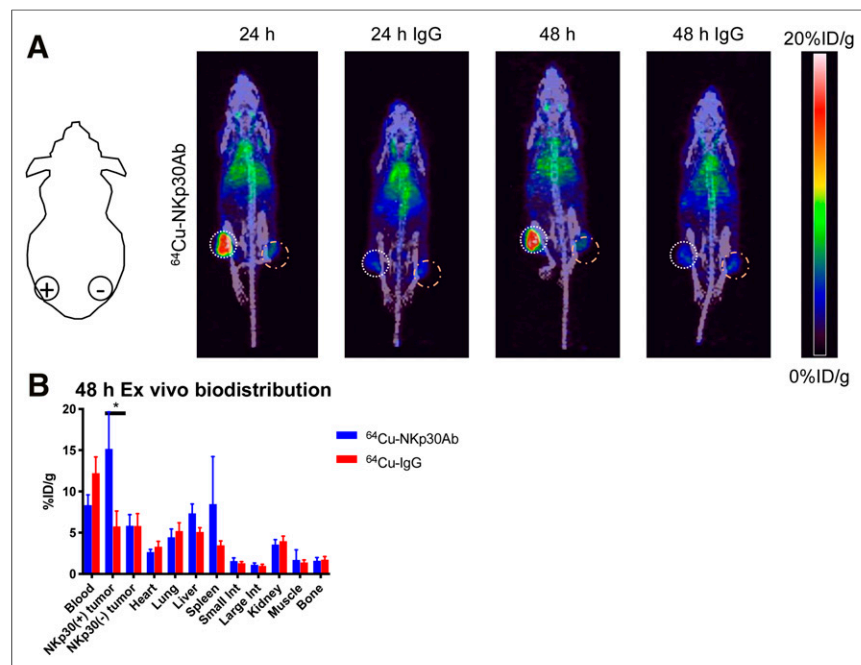 A
24 h
24 h IgG
48 h
48 h IgG
20%ID/g
⁶⁴Cu-NKp30Ab
+
-
0%ID/g
B
48 h Ex vivo biodistribution
*
20
15
10
5
0
%ID/g
⁶⁴Cu-NKp30Ab
⁶⁴Cu-IgG
Blood
NKp30(+) tumor
NKp30(-) tumor
Heart
Lung
Liver
Spleen
Small Int
Large Int
Kidney
Muscle
Bone